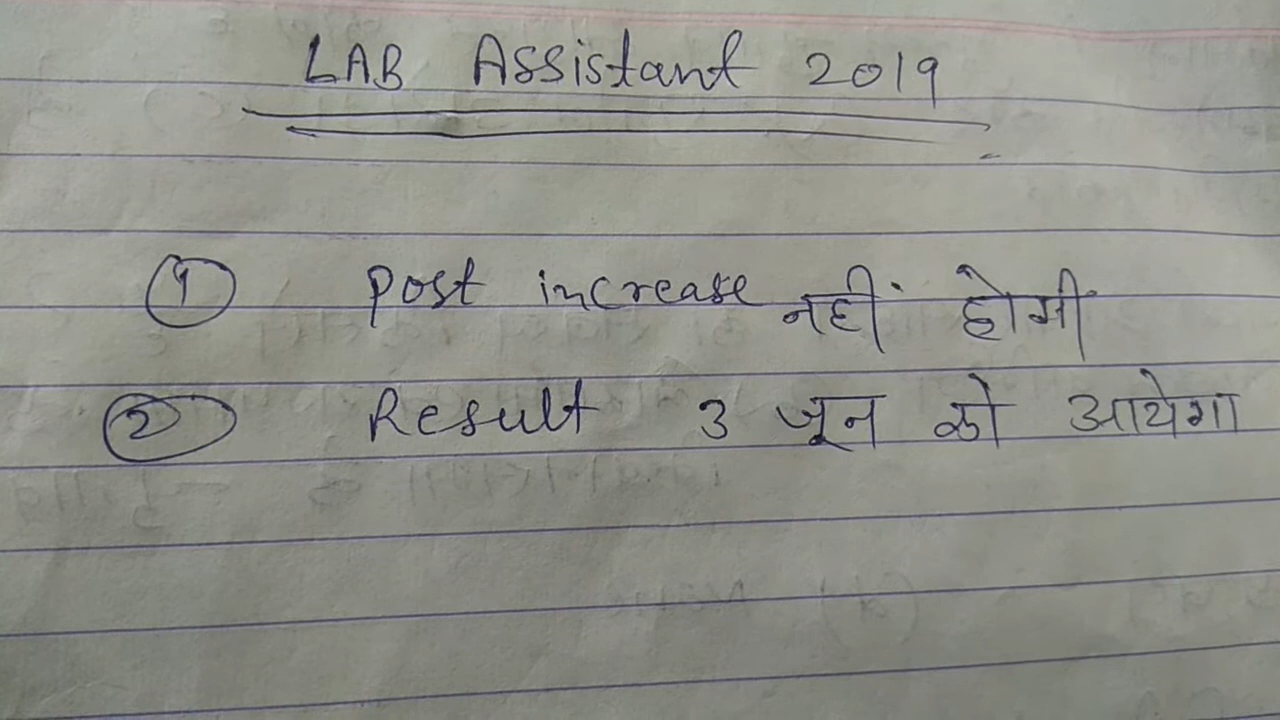 LAB Assistant 2019
① Post increase नहीं होगी
② Result 3 जून को आयेगा